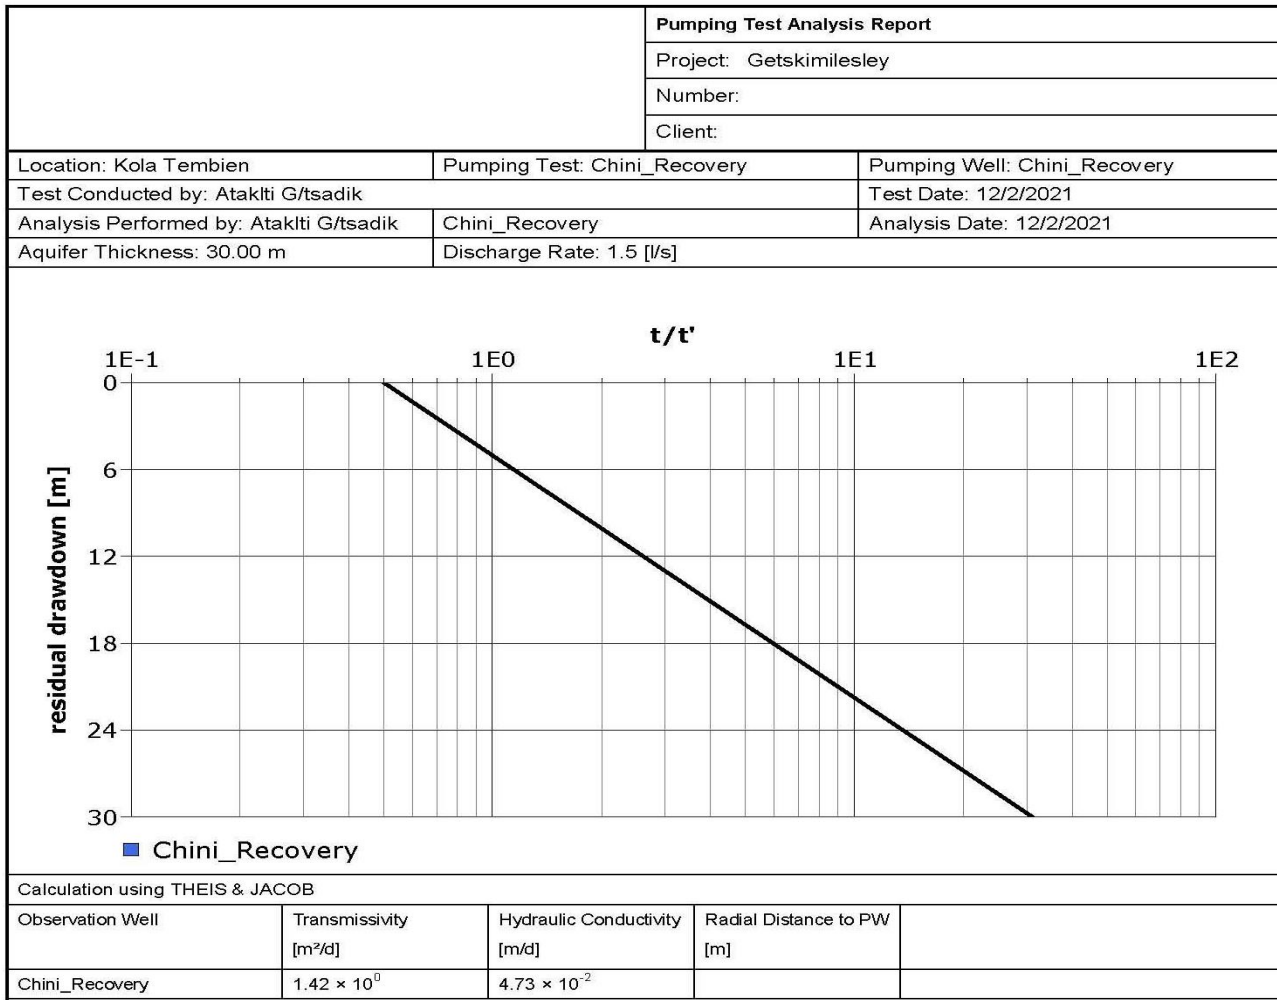 Pumping Test Analysis Report
Project: Getskimilesley
Number:
Client:
Location: Kola Tembien
Pumping Test: Chini_Recovery
Pumping Well: Chini_Recovery
Test Conducted by: Ataklti G/tsadik
Test Date: 12/2/2021
Analysis Performed by: Ataklti G/tsadik
Chini_Recovery
Analysis Date: 12/2/2021
Aquifer Thickness: 30.00 m
Discharge Rate: 1.5 [l/s]
t/t'
1E-1 1E0 1E1 1E2
0
6
12
18
24
30
residual drawdown [m]
Chini_Recovery
Calculation using THEIS & JACOB
Observation Well
Transmissivity
[m²/d]
Hydraulic Conductivity
[m/d]
Radial Distance to PW
[m]
Chini_Recovery
1.42 × 10⁰
4.73 × 10⁻²